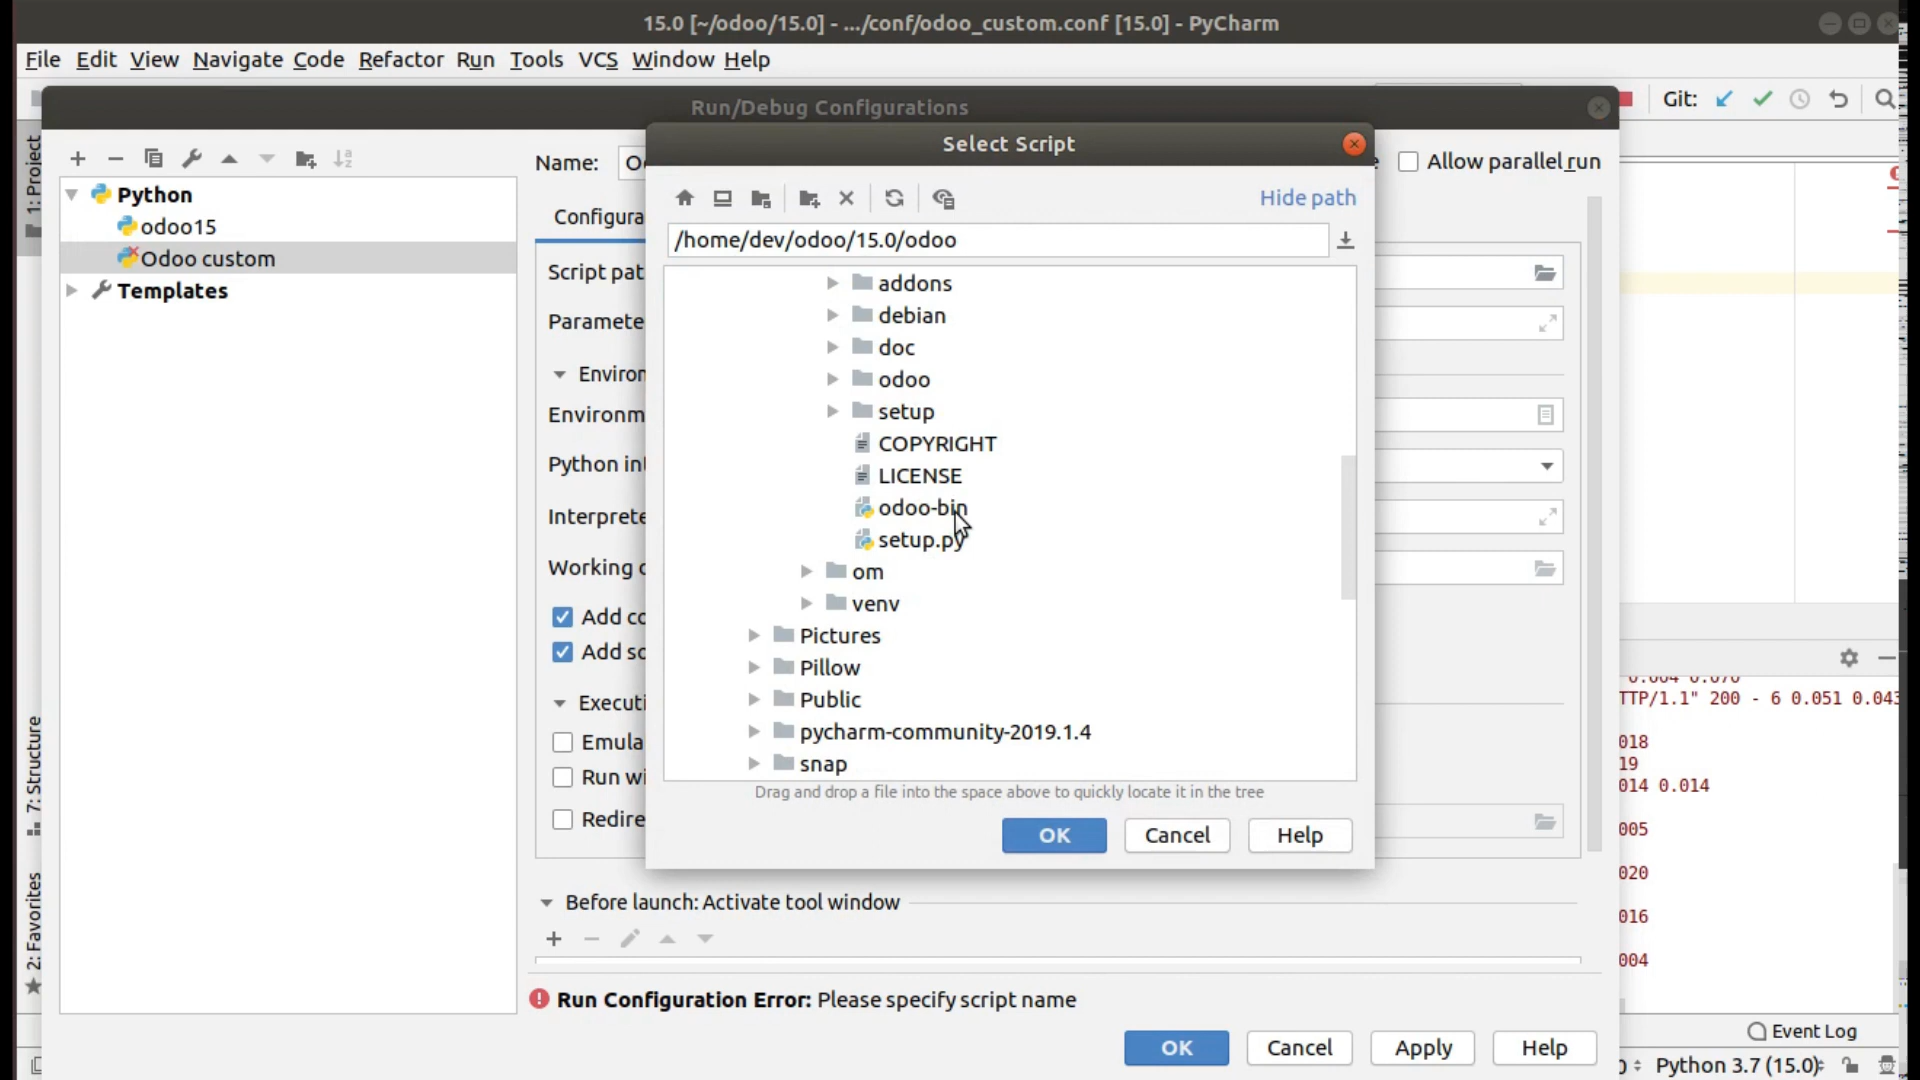 15.0 [~/odoo/15.0] - .../conf/odoo_custom.conf [15.0] - PyCharm
File Edit View Navigate Code Refactor Run Tools VCS Window Help
Run/Debug Configurations
Git:
Select Script
1: Project
Name:
Allow parallel run
Python
odoo15
Odoo custom
Templates
Hide path
Configura
/home/dev/odoo/15.0/odoo
Script pat
Paramete
Environ
Environm
Python int
Interprete
Working
Add co
Add so
Executi
Emula
Run wi
Redire
addons
debian
doc
odoo
setup
COPYRIGHT
LICENSE
odoo-bin
setup.py
om
venv
Pictures
Pillow
Public
pycharm-community-2019.1.4
snap
Drag and drop a file into the space above to quickly locate it in the tree
OK Cancel Help
TTP/1.1" 200 - 6 0.051 0.043
018
19
014 0.014
005
020
016
004
7: Structure
2: Favorites
Before launch: Activate tool window
Run Configuration Error: Please specify script name
OK Cancel Apply Help
Event Log
Python 3.7 (15.0)